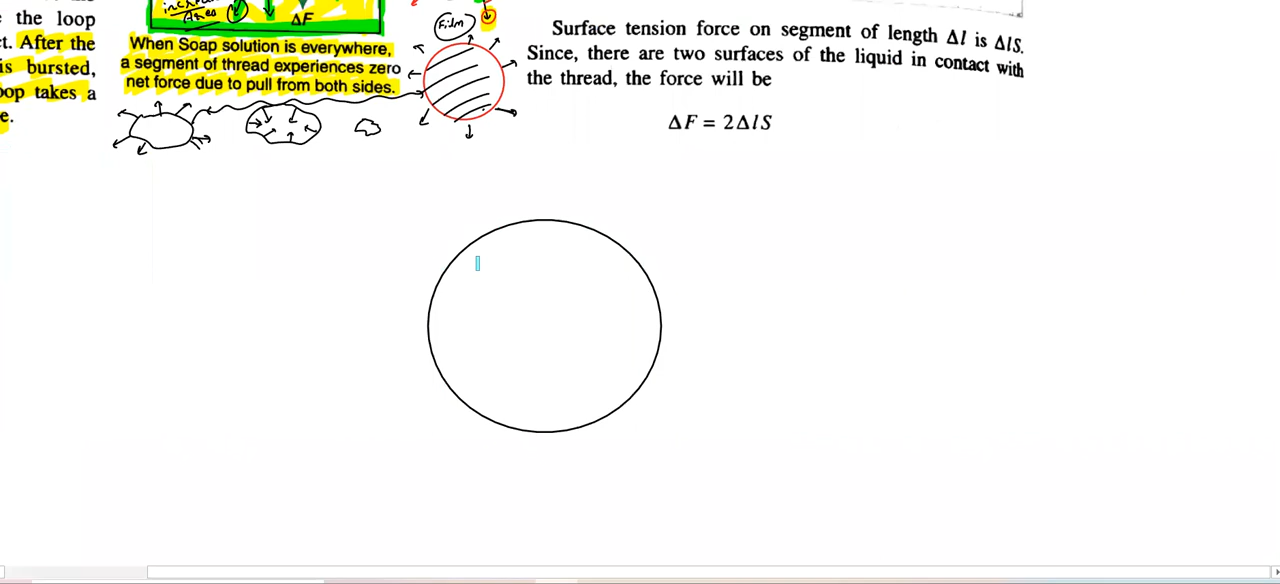 the loop
t. After the
is bursted,
oop takes a
e.
Area
ΔF
When Soap solution is everywhere,
a segment of thread experiences zero
net force due to pull from both sides.
Film
Surface tension force on segment of length Δl is ΔlS.
Since, there are two surfaces of the liquid in contact with
the thread, the force will be
ΔF = 2ΔlS